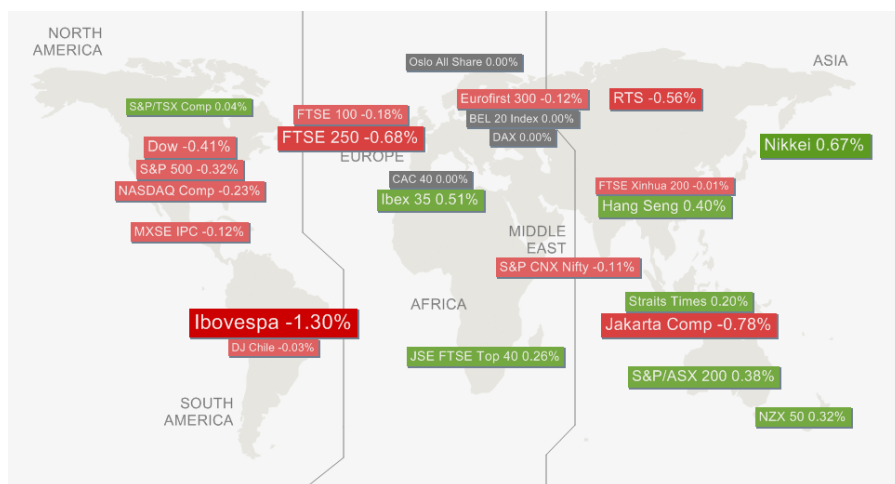 NORTH
AMERICA
S&P/TSX Comp 0.04%
Dow -0.41%
S&P 500 -0.32%
NASDAQ Comp -0.23%
MXSE IPC -0.12%
Ibovespa -1.30%
DJ Chile -0.03%
SOUTH
AMERICA
Oslo All Share 0.00%
FTSE 100 -0.18%
Eurofirst 300 -0.12%
BEL 20 Index 0.00%
FTSE 250 -0.68%
DAX 0.00%
EUROPE
CAC 40 0.00%
Ibex 35 0.51%
MIDDLE
EAST
S&P CNX Nifty -0.11%
AFRICA
JSE FTSE Top 40 0.26%
ASIA
RTS -0.56%
Nikkei 0.67%
FTSE Xinhua 200 -0.01%
Hang Seng 0.40%
Straits Times 0.20%
Jakarta Comp -0.78%
S&P/ASX 200 0.38%
NZX 50 0.32%